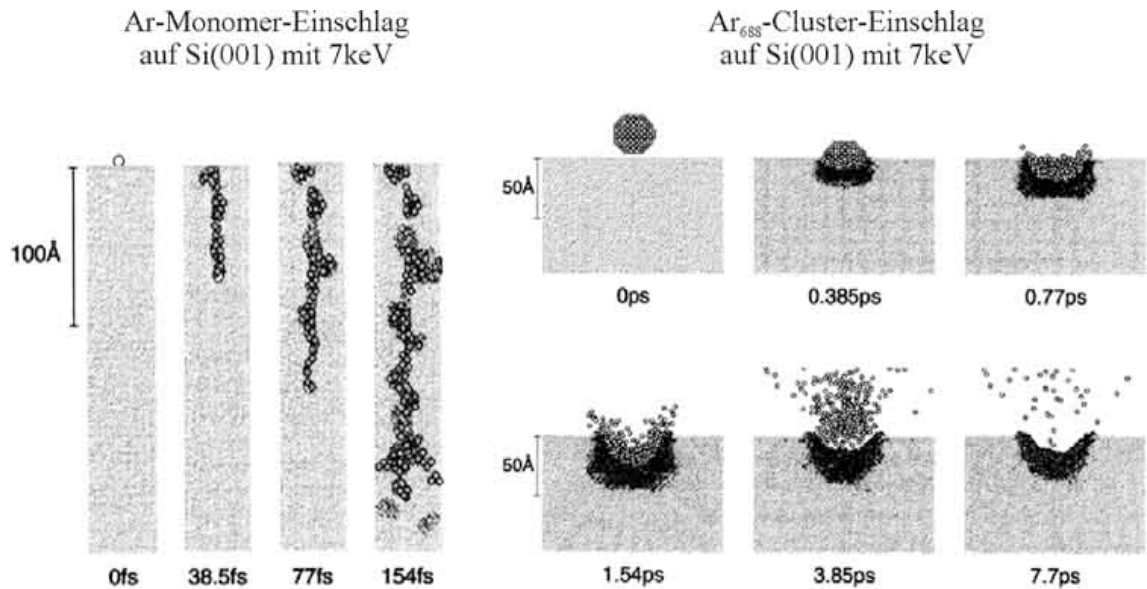 Ar-Monomer-Einschlag
auf Si(001) mit 7keV
100Å
0fs
38.5fs
77fs
154fs
Ar₆₈₈-Cluster-Einschlag
auf Si(001) mit 7keV
50Å
0ps
0.385ps
0.77ps
50Å
1.54ps
3.85ps
7.7ps